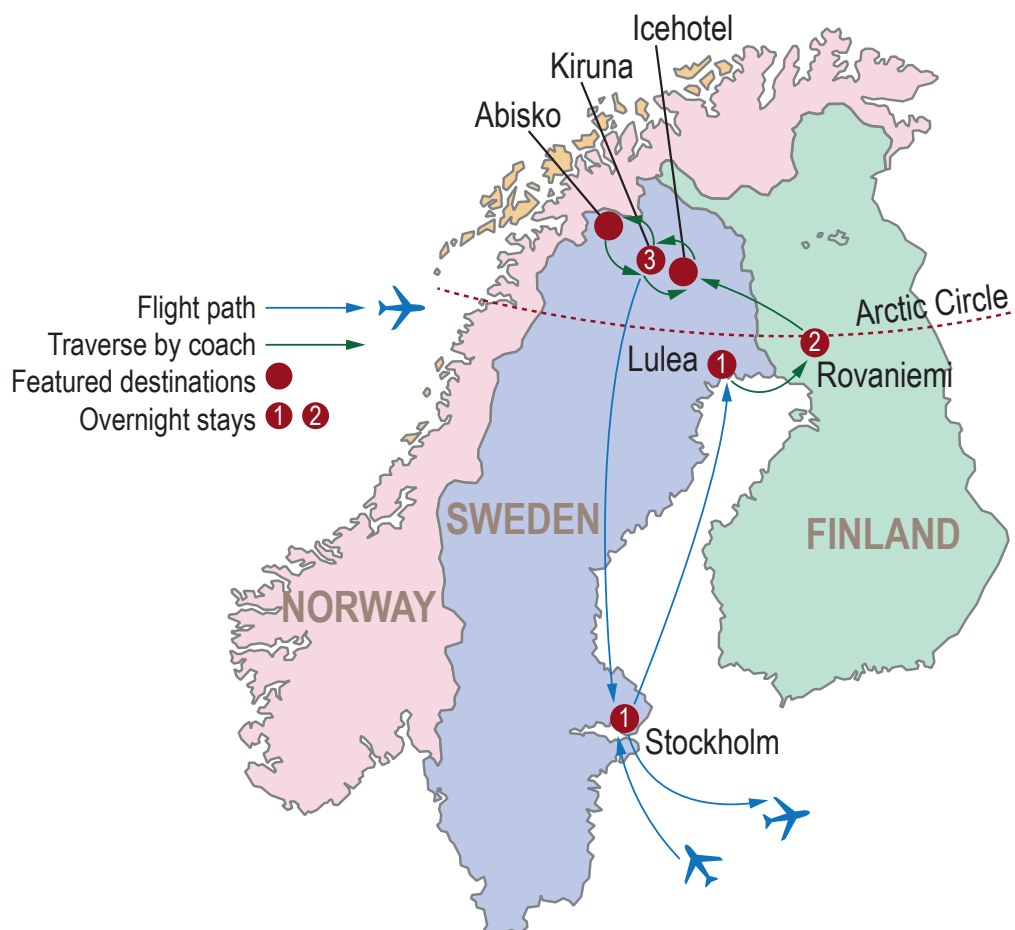 Icehotel
Kiruna
Abisko
Flight path
Traverse by coach
Featured destinations
Overnight stays 1 2
3
Arctic Circle
2
Lulea 1
Rovaniemi
SWEDEN
FINLAND
NORWAY
1
Stockholm